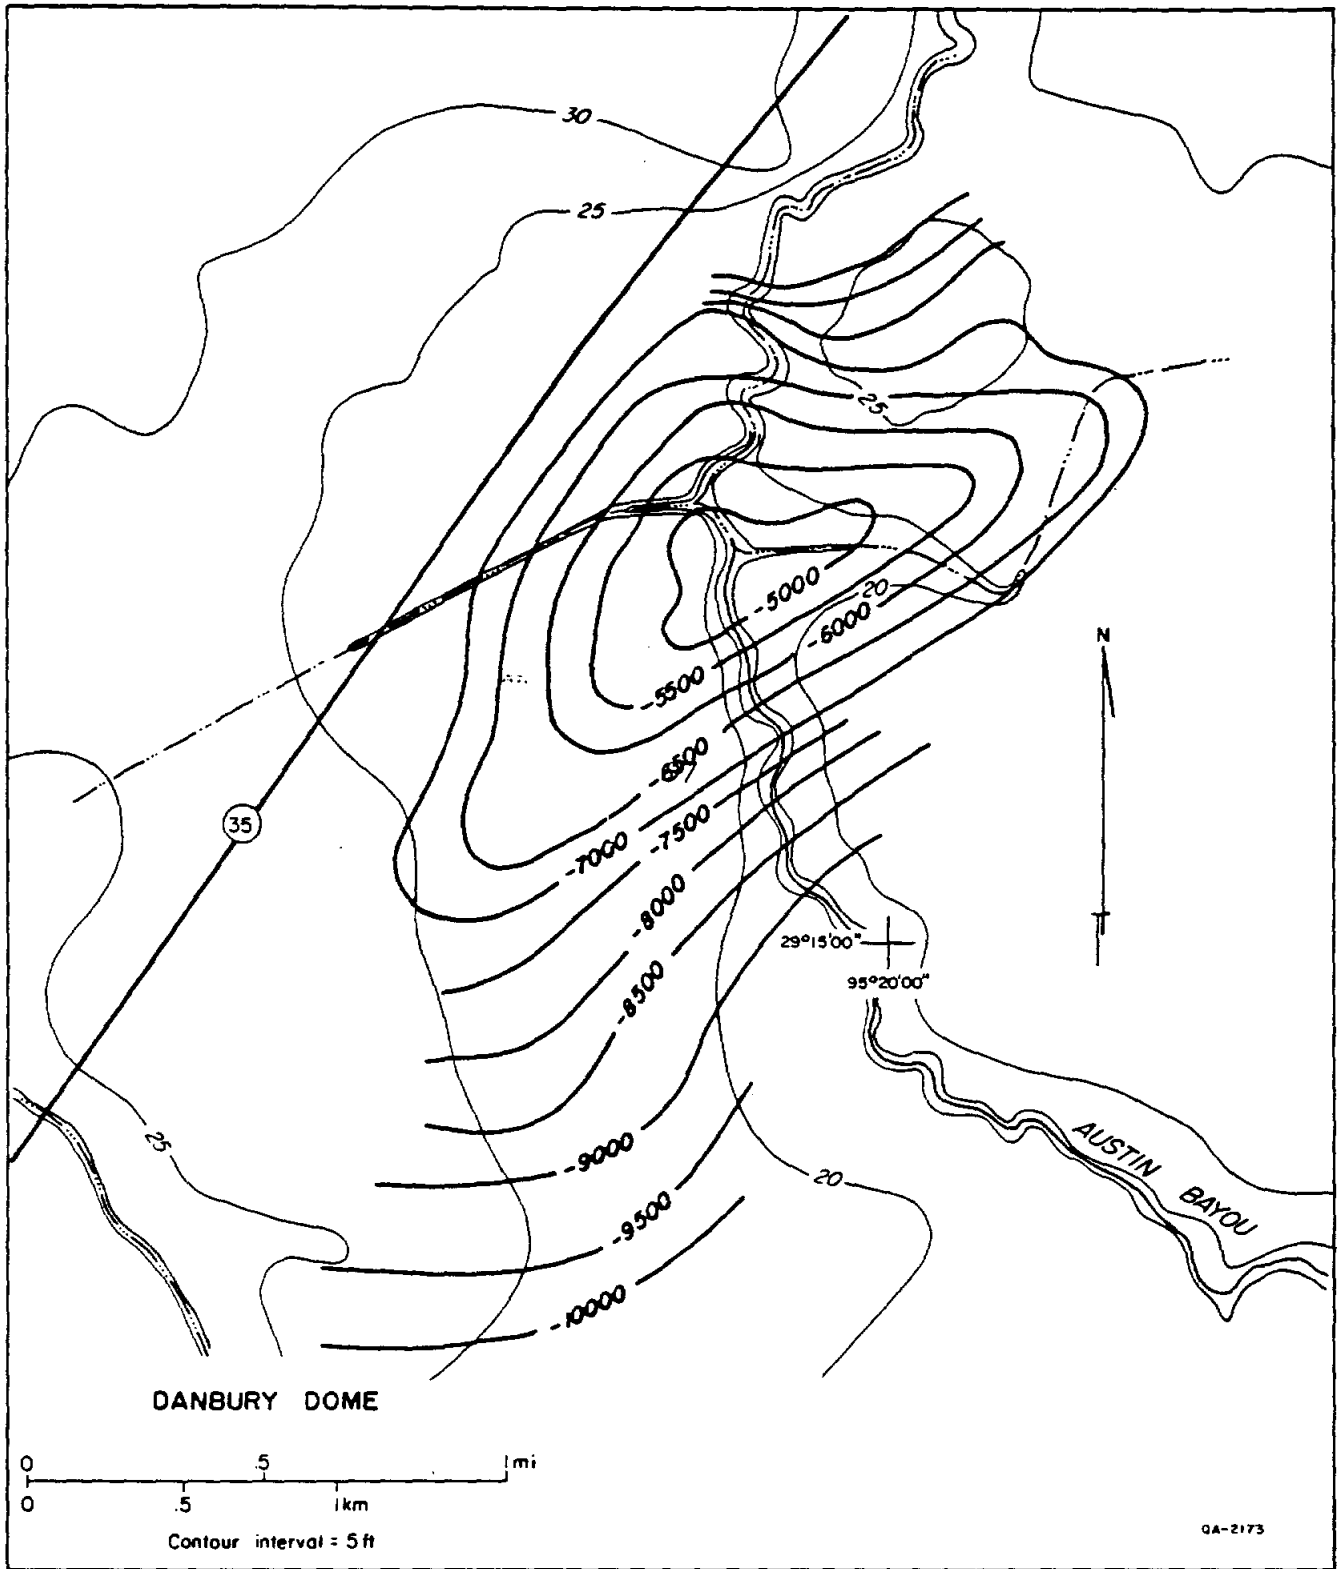 30
25
25
20
-5000
-6000
-5500
-6500
-7500
-7000
-8000
-8500
-9000
-9500
-10000
N
35
29°15'00"
95°20'00"
25
20
AUSTIN BAYOU
DANBURY DOME
0 .5 1 mi
0 .5 1 km
Contour interval = 5 ft
QA-2173